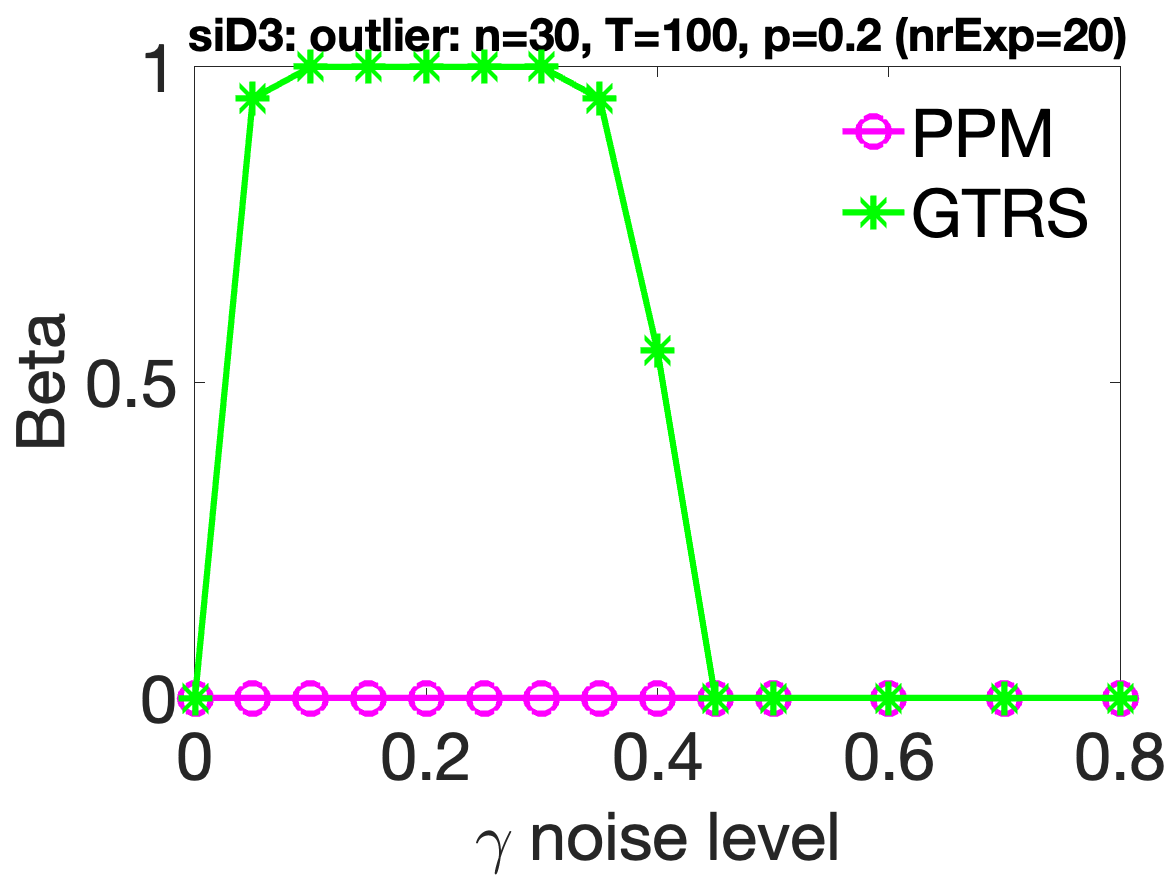 siD3: outlier: n=30, T=100, p=0.2 (nrExp=20)
1
PPM
GTRS
Beta
0.5
0
0 0.2 0.4 0.6 0.8
γ noise level